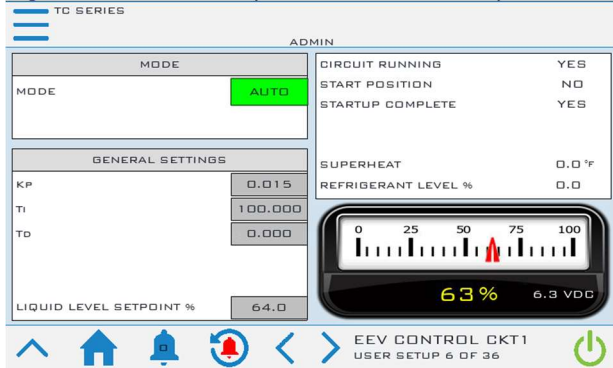 TC SERIES
ADMIN
MODE
MODE AUTO
GENERAL SETTINGS
KP 0.015
TI 100.000
TD 0.000
LIQUID LEVEL SETPOINT % 64.0
CIRCUIT RUNNING YES
START POSITION NO
STARTUP COMPLETE YES
SUPERHEAT 0.0 °F
REFRIGERANT LEVEL % 0.0
0 25 50 75 100
63% 6.3 VDC
0
EEV CONTROL CKT1
USER SETUP 6 OF 36